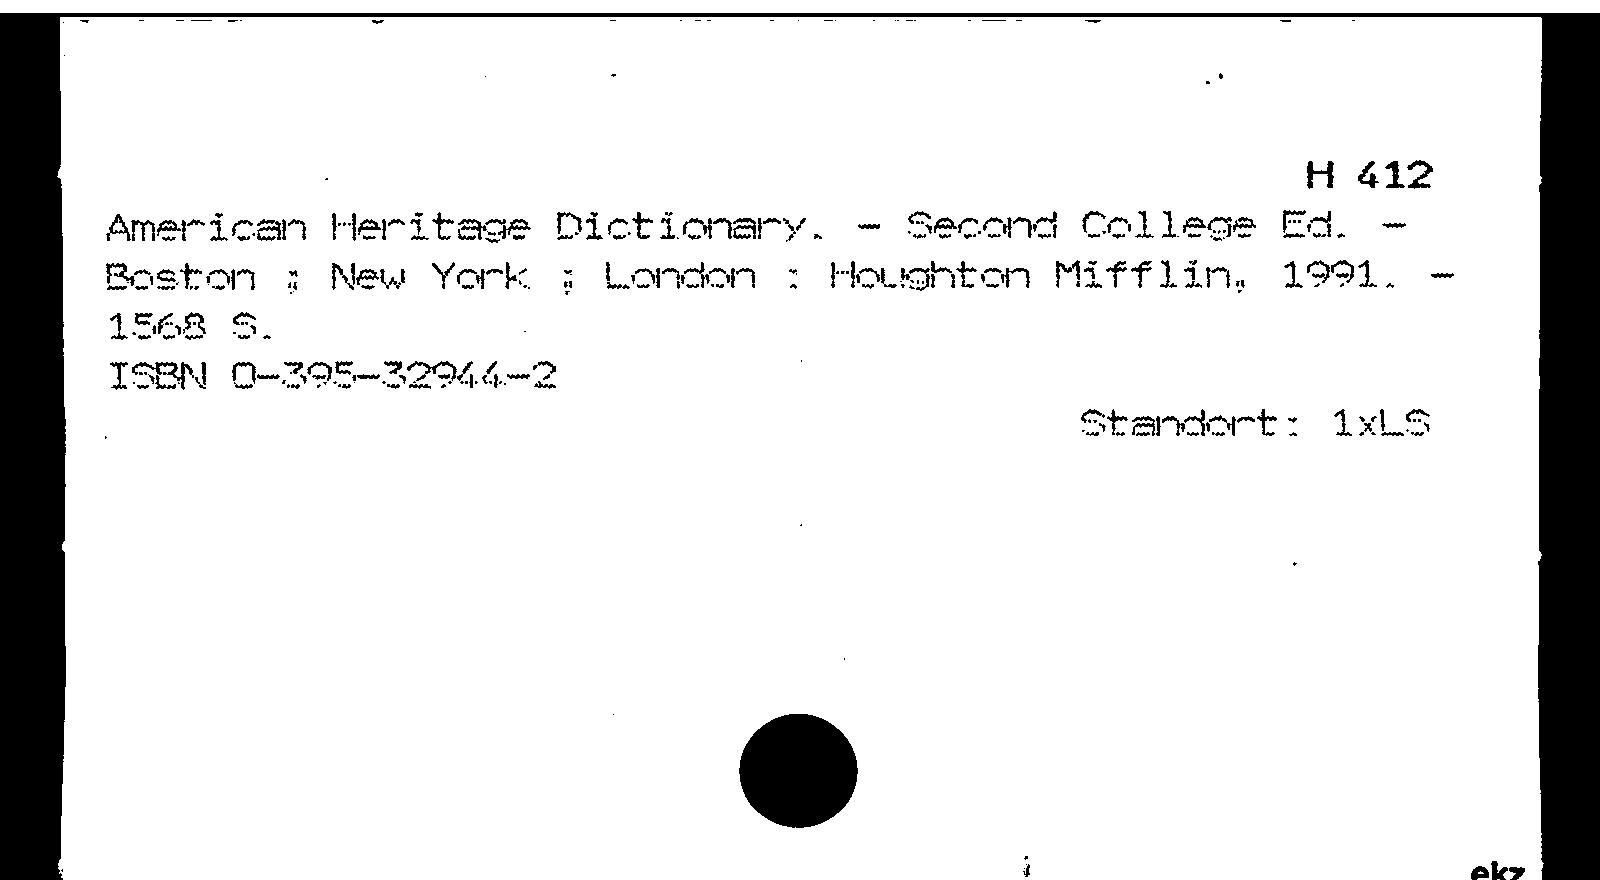 H 412
American Heritage Dictionary. - Second College Ed. -
Boston ; New York ; London : Houghton Mifflin, 1991. -
1568 S.
ISBN 0-395-32944-2
Standort: 1xLS
ekz